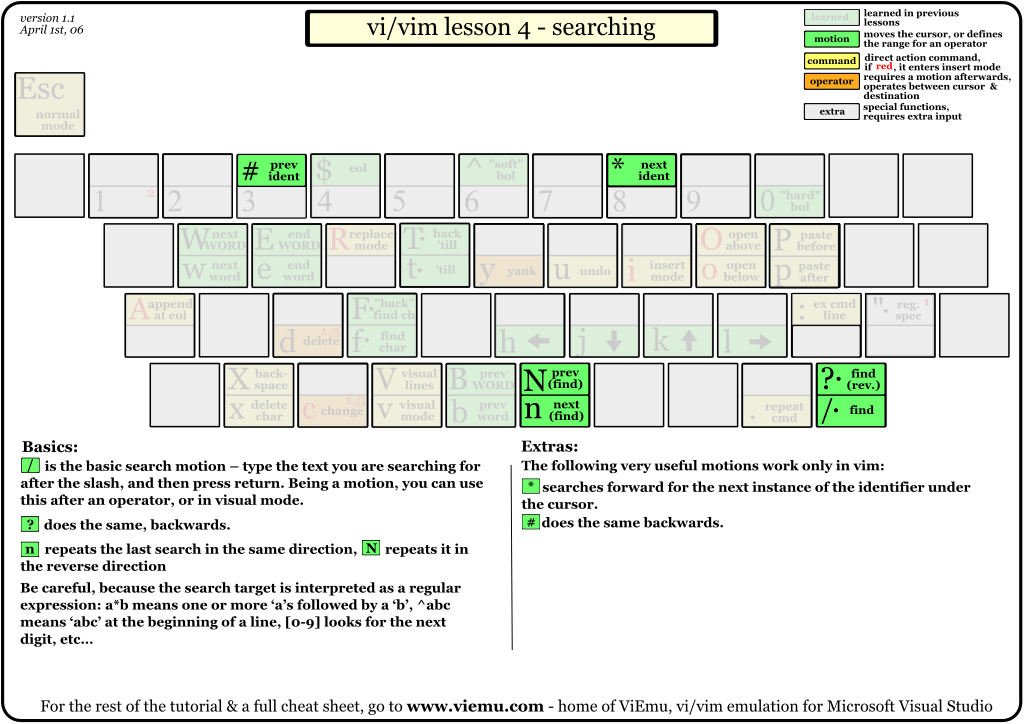 version 1.1
April 1st, 06
vi/vim lesson 4 - searching
learned learned in previous
lessons
motion moves the cursor, or defines
the range for an operator
command direct action command,
if red, it enters insert mode
operator requires a motion afterwards,
operates between cursor &
destination
extra special functions,
requires extra input
Esc
normal
mode
# prev
ident
$ eol
^ "soft"
bol
* next
ident
1 2
2
3
4
5
6
7
8
9
0 "hard"
bol
W next
WORD
E end
WORD
R replace
mode
T· back
'till
O open
above
P paste
before
w next
word
e end
word
t· 'till
y yank
u undo
i insert
mode
o open
below
p paste
after
A append
at eol
F· "back"
find ch
: ex cmd
line
"· reg. 1
spec
d delete 1,3
f· find
char
h
j
k
l
X back-
space
V visual
lines
B prev
WORD
N prev
(find)
?· find
(rev.)
x delete
char
c change 1,3
v visual
mode
b prev
word
n next
(find)
. repeat
cmd
/· find
Basics:
/ is the basic search motion – type the text you are searching for
after the slash, and then press return. Being a motion, you can use
this after an operator, or in visual mode.
? does the same, backwards.
n repeats the last search in the same direction, N repeats it in
the reverse direction
Be careful, because the search target is interpreted as a regular
expression: a*b means one or more ‘a’s followed by a ‘b’, ^abc
means ‘abc’ at the beginning of a line, [0-9] looks for the next
digit, etc...
Extras:
The following very useful motions work only in vim:
* searches forward for the next instance of the identifier under
the cursor.
# does the same backwards.
For the rest of the tutorial & a full cheat sheet, go to www.viemu.com - home of ViEmu, vi/vim emulation for Microsoft Visual Studio